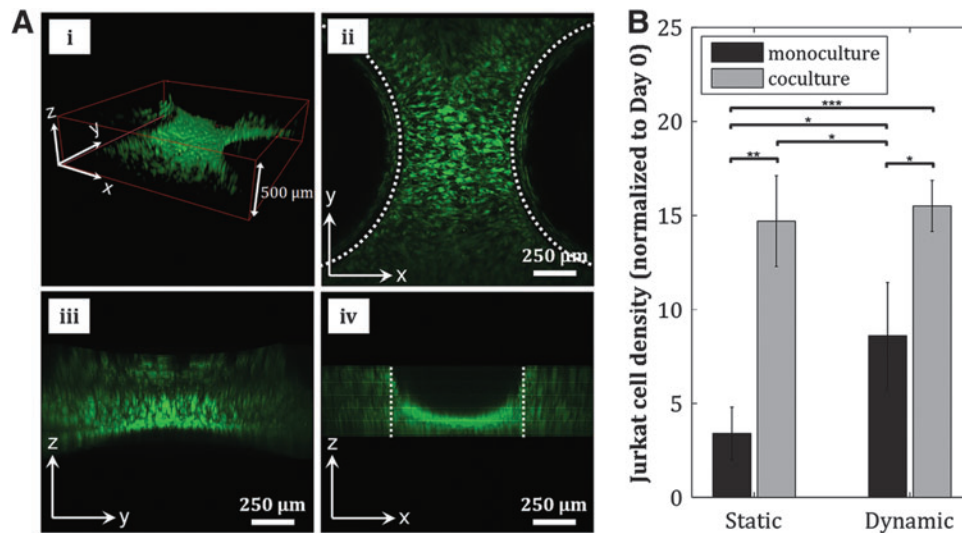 A
i
z
y
x
500 µm
ii
y
x
250 µm
iii
z
y
250 µm
iv
z
x
250 µm
B
Jurkat cell density (normalized to Day 0)
25
20
15
10
5
0
monoculture
coculture
***
*
*
**
*
Static
Dynamic